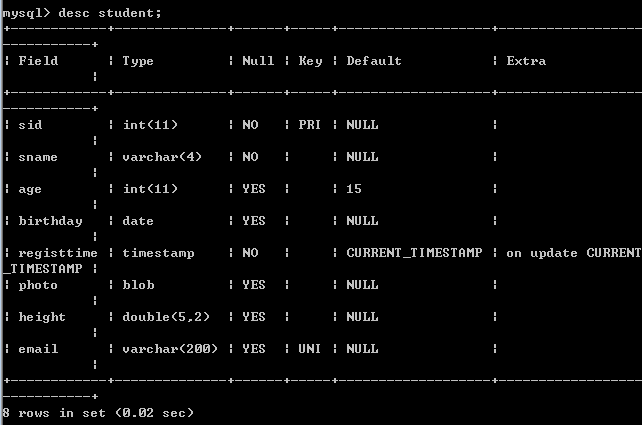 mysql> desc student;
+------------+--------------+------+-----+-------------------+------------------
-----------+
| Field      | Type         | Null | Key | Default           | Extra
           |
+------------+--------------+------+-----+-------------------+------------------
-----------+
| sid        | int(11)      | NO   | PRI | NULL              |
           |
| sname      | varchar(4)   | NO   |     | NULL              |
           |
| age        | int(11)      | YES  |     | 15                |
           |
| birthday   | date         | YES  |     | NULL              |
           |
| registtime | timestamp    | NO   |     | CURRENT_TIMESTAMP | on update CURRENT
_TIMESTAMP |
| photo      | blob         | YES  |     | NULL              |
           |
| height     | double(5,2)  | YES  |     | NULL              |
           |
| email      | varchar(200) | YES  | UNI | NULL              |
           |
+------------+--------------+------+-----+-------------------+------------------
-----------+
8 rows in set (0.02 sec)